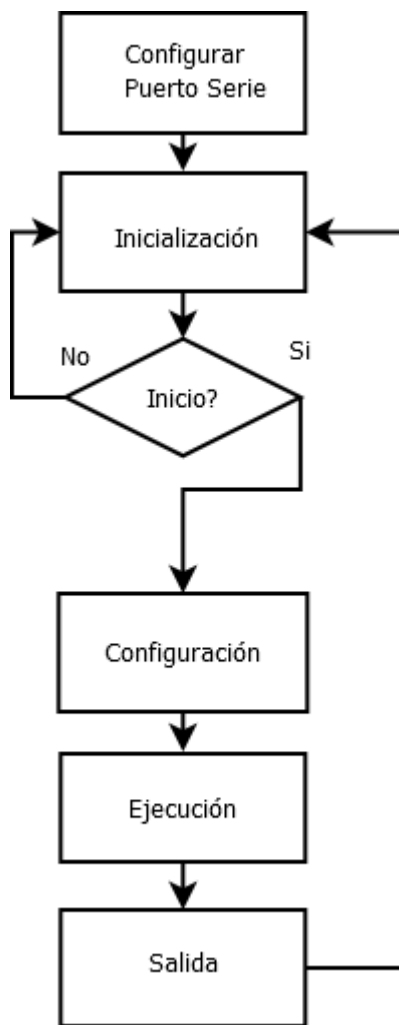 Configurar
Puerto Serie
Inicialización
No
Si
Inicio?
Configuración
Ejecución
Salida